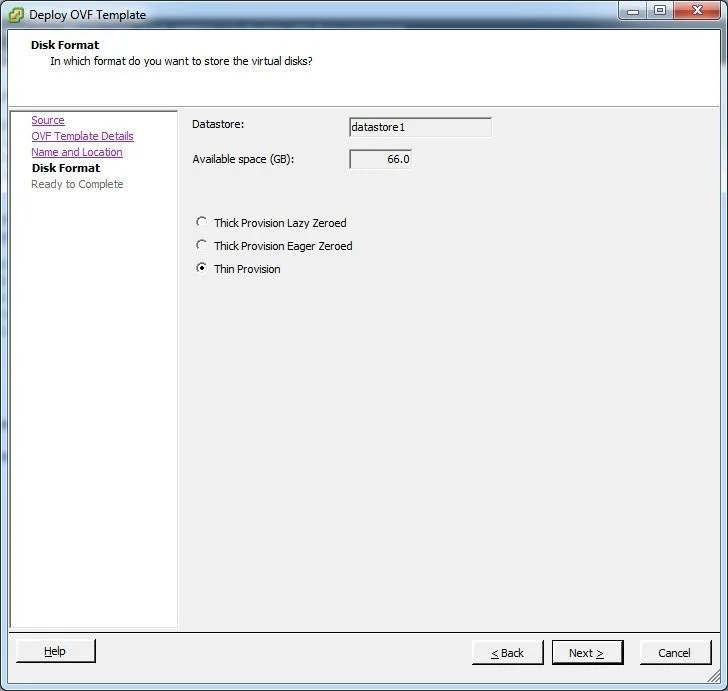 Deploy OVF Template
Disk Format
In which format do you want to store the virtual disks?
Source
OVF Template Details
Name and Location
Disk Format
Ready to Complete
Datastore:
datastore1
Available space (GB):
66.0
Thick Provision Lazy Zeroed
Thick Provision Eager Zeroed
Thin Provision
Help
< Back
Next >
Cancel